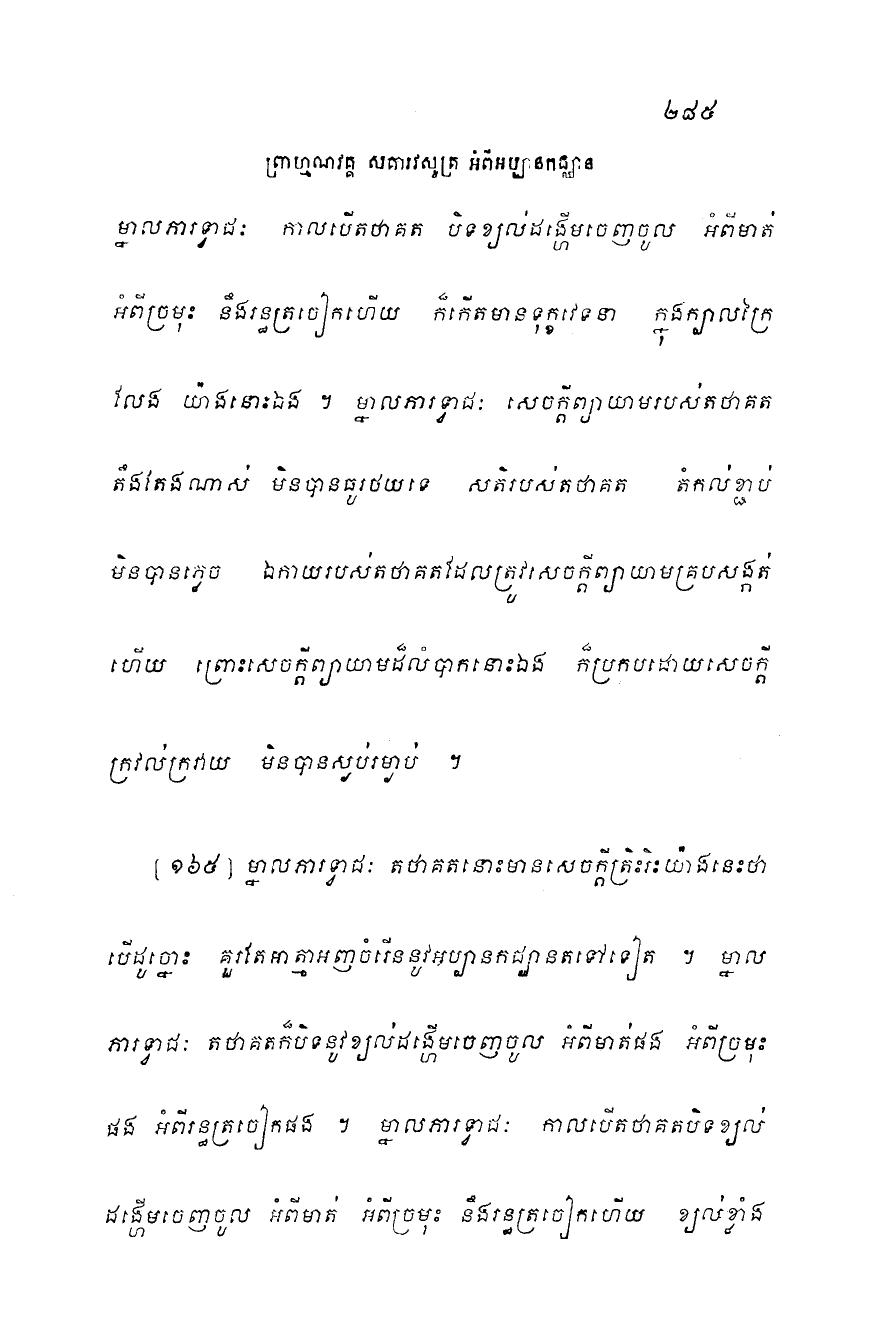 ២៨៥
ព្រាហ្មណវគ្គ សគារវសូត្រ អំពីអប្បានកជ្ឈាន
ម្នាលភារទ្វាជៈ កាលបើតថាគត បិទខ្យល់ដង្ហើមចេញចូល អំពីមាត់
អំពីច្រមុះ នឹងរន្ធត្រចៀកហើយ ក៏កើតមានទុក្ខវេទនា ក្នុងក្បាលក្រៃ
លែង យ៉ាងនោះឯង ។ ម្នាលភារទ្វាជៈ សេចក្តីព្យាយាមរបស់តថាគត
តឹងតែងណាស់ មិនបានធូរថយទេ សតិរបស់តថាគត តំកល់ខ្ជាប់
មិនបានភ្លេច ឯកាយរបស់តថាគតដែលត្រូវសេចក្តីព្យាយាមគ្របសង្កត់
ហើយ ព្រោះសេចក្តីព្យាយាមដ៏លំបាកនោះឯង ក៏ប្រកបដោយសេចក្តី
ក្រវល់ក្រវាយ មិនបានស្ងប់រម្ងាប់ ។
[ ១៦៥ ] ម្នាលភារទ្វាជៈ តថាគតនោះមានសេចក្តីត្រិះរិះយ៉ាងនេះថា
បើដូច្នោះ គួរតែអាត្មាអញចំរើននូវអប្បានកជ្ឈានតទៅទៀត ។ ម្នាល
ភារទ្វាជៈ តថាគតក៏បិទនូវខ្យល់ដង្ហើមចេញចូល អំពីមាត់ផង អំពីច្រមុះ
ផង អំពីរន្ធត្រចៀកផង ។ ម្នាលភារទ្វាជៈ កាលបើតថាគតបិទខ្យល់
ដង្ហើមចេញចូល អំពីមាត់ អំពីច្រមុះ នឹងរន្ធត្រចៀកហើយ ខ្យល់ខ្លាំង